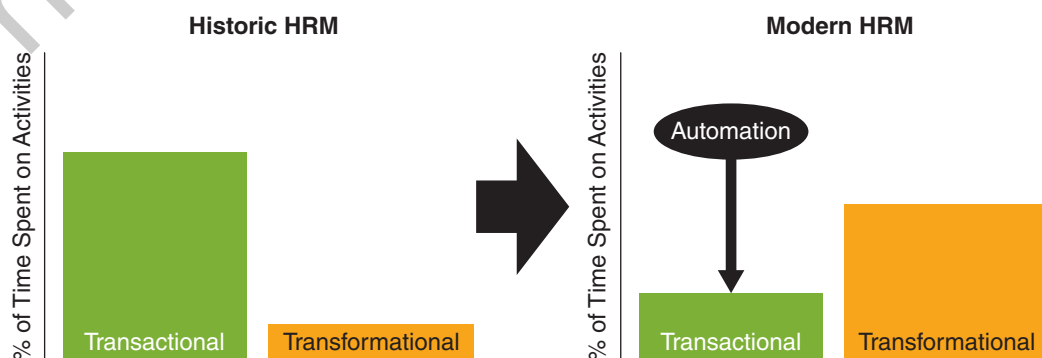 Historic HRM
% of Time Spent on Activities
Transactional
Transformational
Modern HRM
% of Time Spent on Activities
Automation
Transactional
Transformational